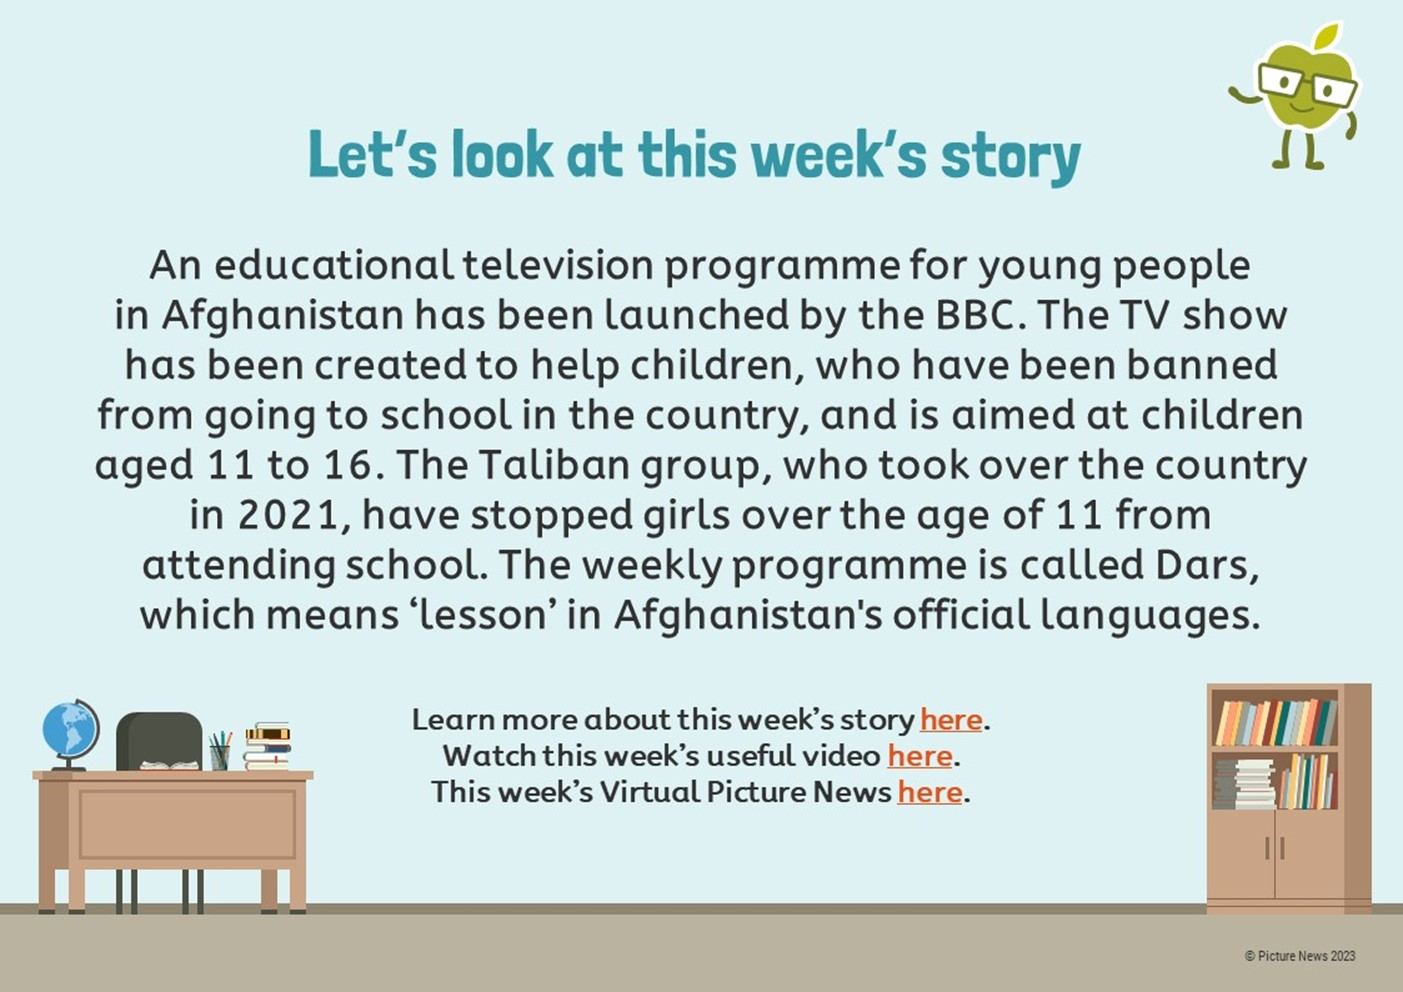 Let's look at this week's story
An educational television programme for young people
in Afghanistan has been launched by the BBC. The TV show
has been created to help children, who have been banned
from going to school in the country, and is aimed at children
aged 11 to 16. The Taliban group, who took over the country
in 2021, have stopped girls over the age of 11 from
attending school. The weekly programme is called Dars,
which means ‘lesson’ in Afghanistan's official languages.
Learn more about this week’s story here.
Watch this week’s useful video here.
This week’s Virtual Picture News here.
© Picture News 2023